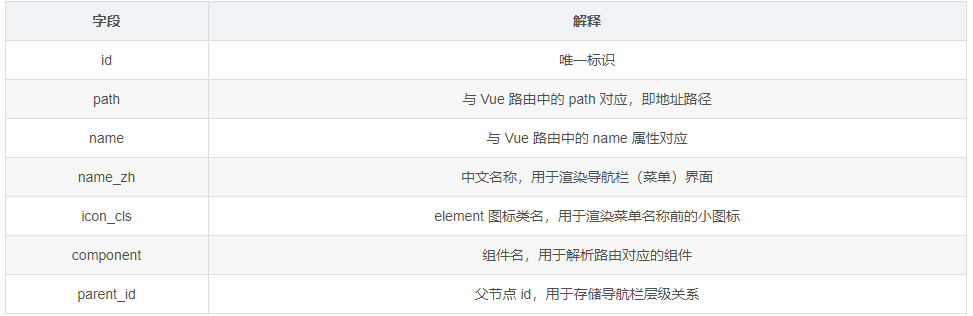 字段 解释
id 唯一标识
path 与 Vue 路由中的 path 对应，即地址路径
name 与 Vue 路由中的 name 属性对应
name_zh 中文名称，用于渲染导航栏（菜单）界面
icon_cls element 图标类名，用于渲染菜单名称前的小图标
component 组件名，用于解析路由对应的组件
parent_id 父节点 id，用于存储导航栏层级关系